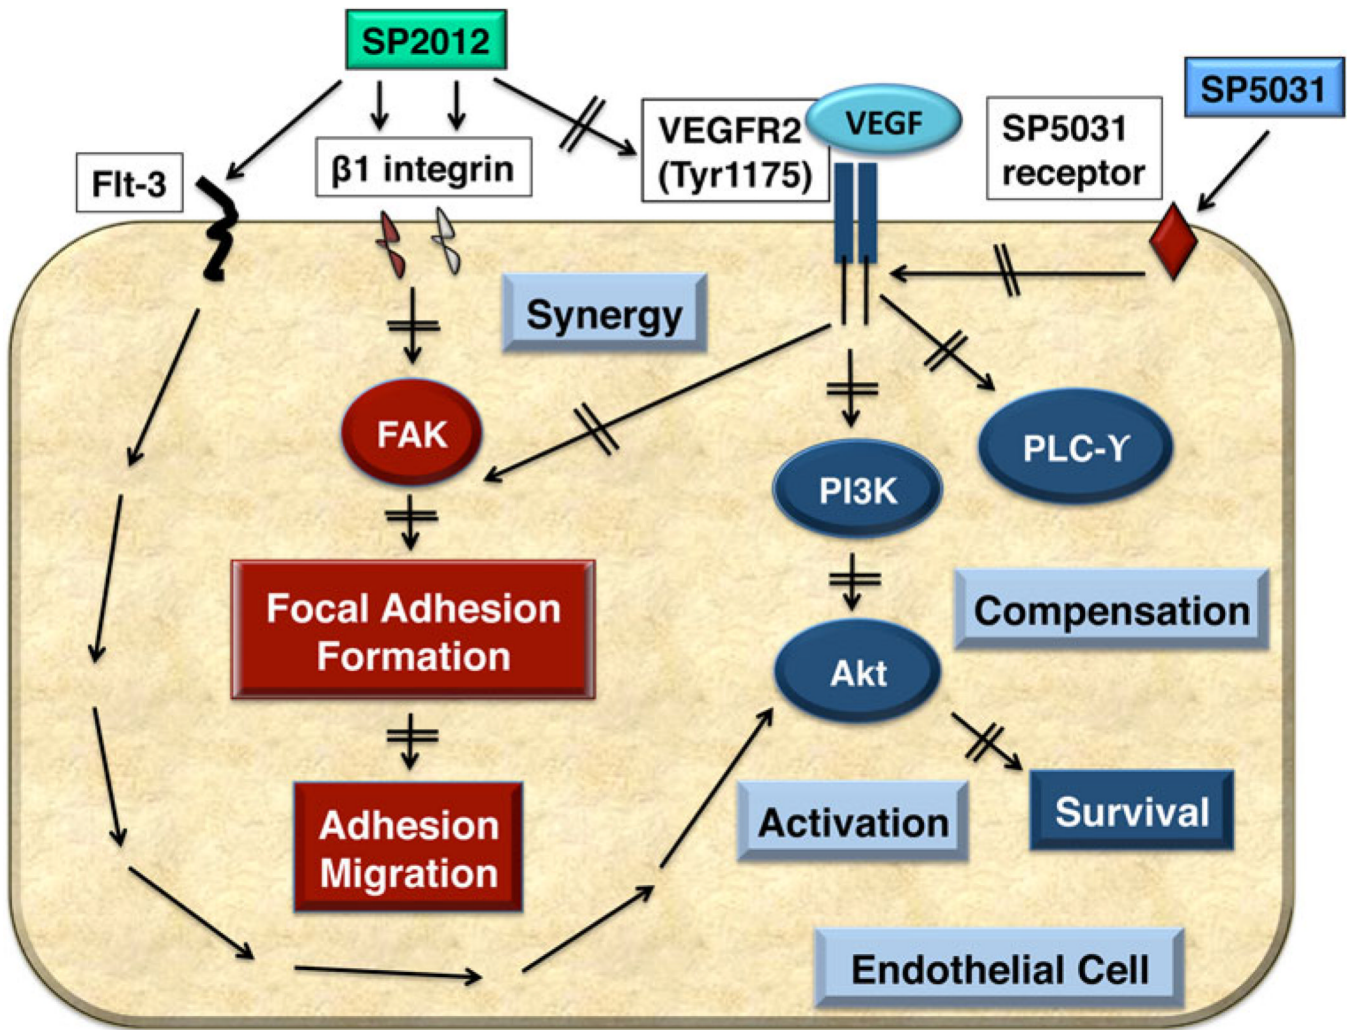 SP2012
SP5031
Flt-3
β1 integrin
VEGFR2
(Tyr1175)
VEGF
SP5031
receptor
Synergy
FAK
PI3K
PLC-ϒ
Focal Adhesion
Formation
Compensation
Akt
Adhesion
Migration
Activation
Survival
Endothelial Cell